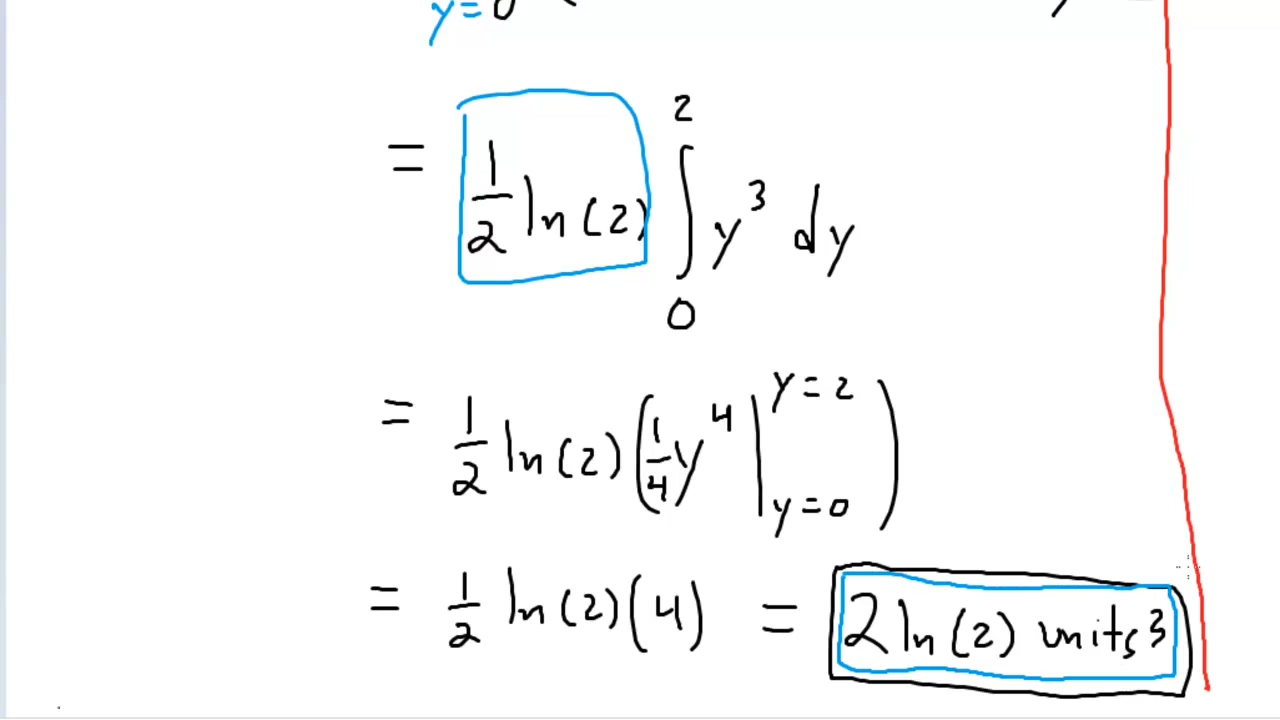 y=0
= 1/2 ln(2) ∫₀² y³ dy
= 1/2 ln(2) (1/4 y⁴ |_{y=0}^{y=2})
= 1/2 ln(2)(4) = 2 ln(2) units³